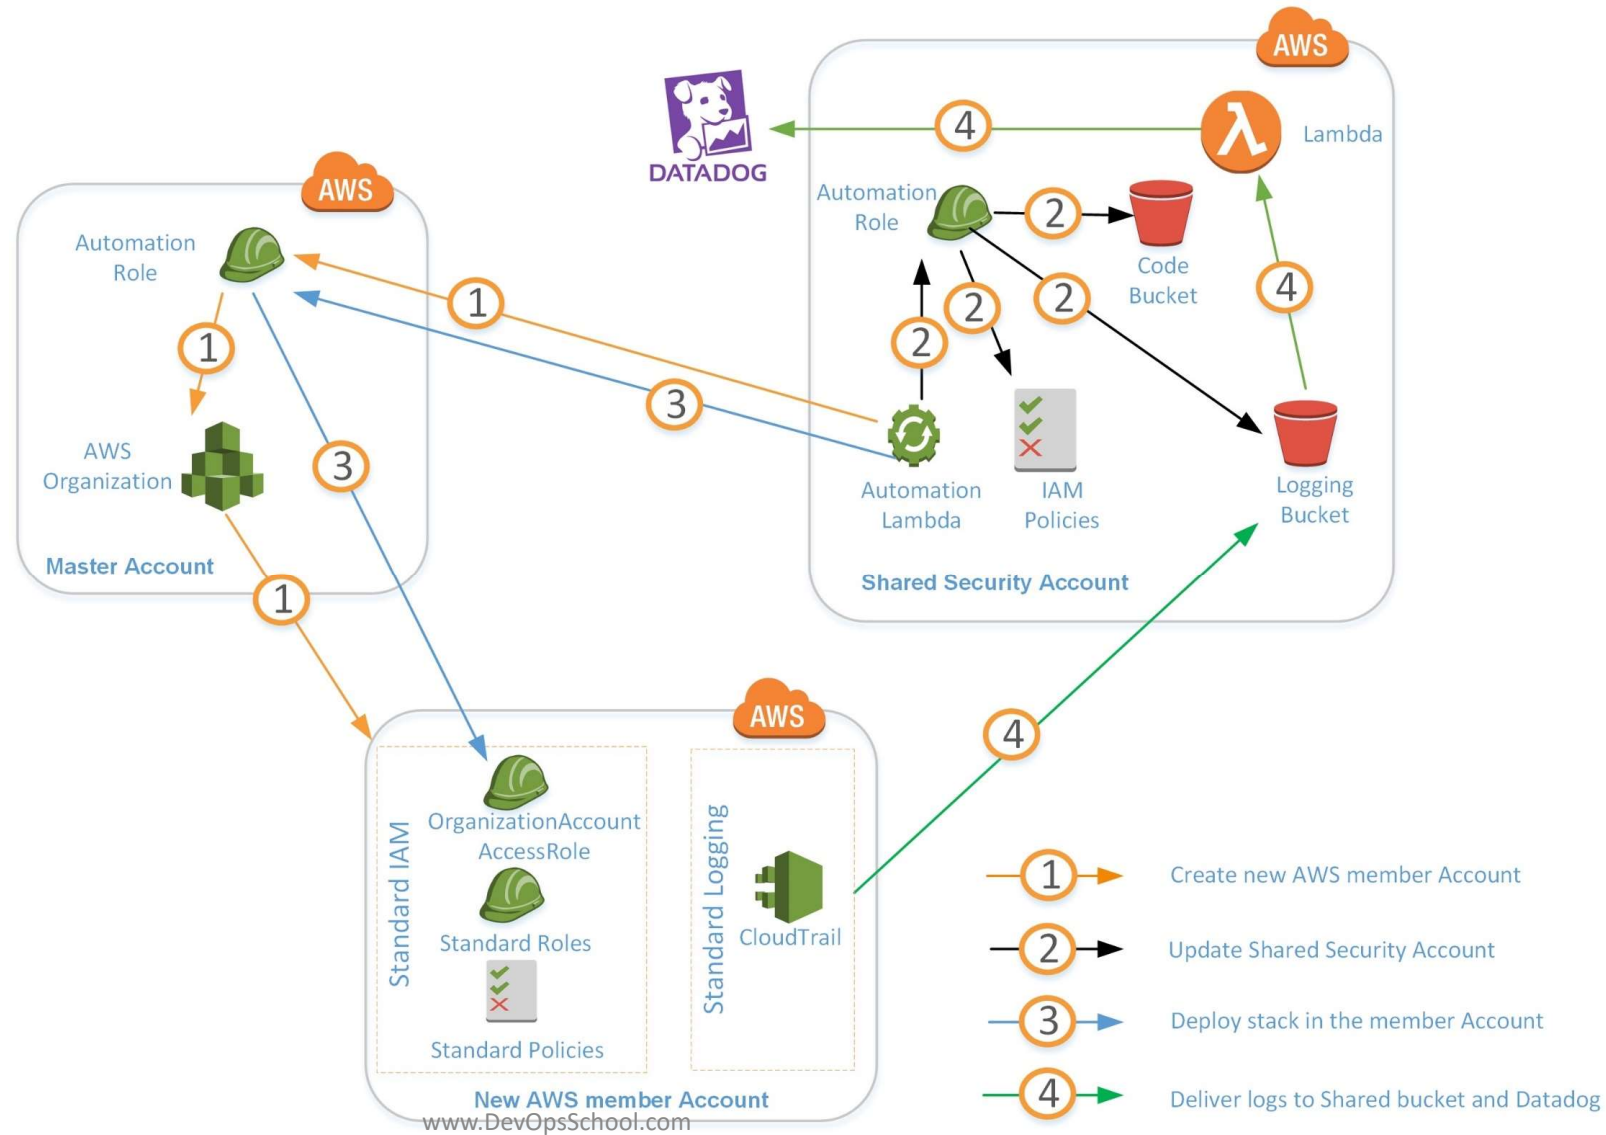 AWS
DATADOG
4
Lambda
Automation
Role
2
Code
Bucket
2
2
2
4
Automation
Lambda
IAM
Policies
Logging
Bucket
Shared Security Account
AWS
Automation
Role
1
3
1
AWS
Organization
3
Master Account
1
4
AWS
Standard IAM
OrganizationAccount
AccessRole
Standard Roles
Standard Policies
Standard Logging
CloudTrail
New AWS member Account
www.DevOpsSchool.com
1 Create new AWS member Account
2 Update Shared Security Account
3 Deploy stack in the member Account
4 Deliver logs to Shared bucket and Datadog